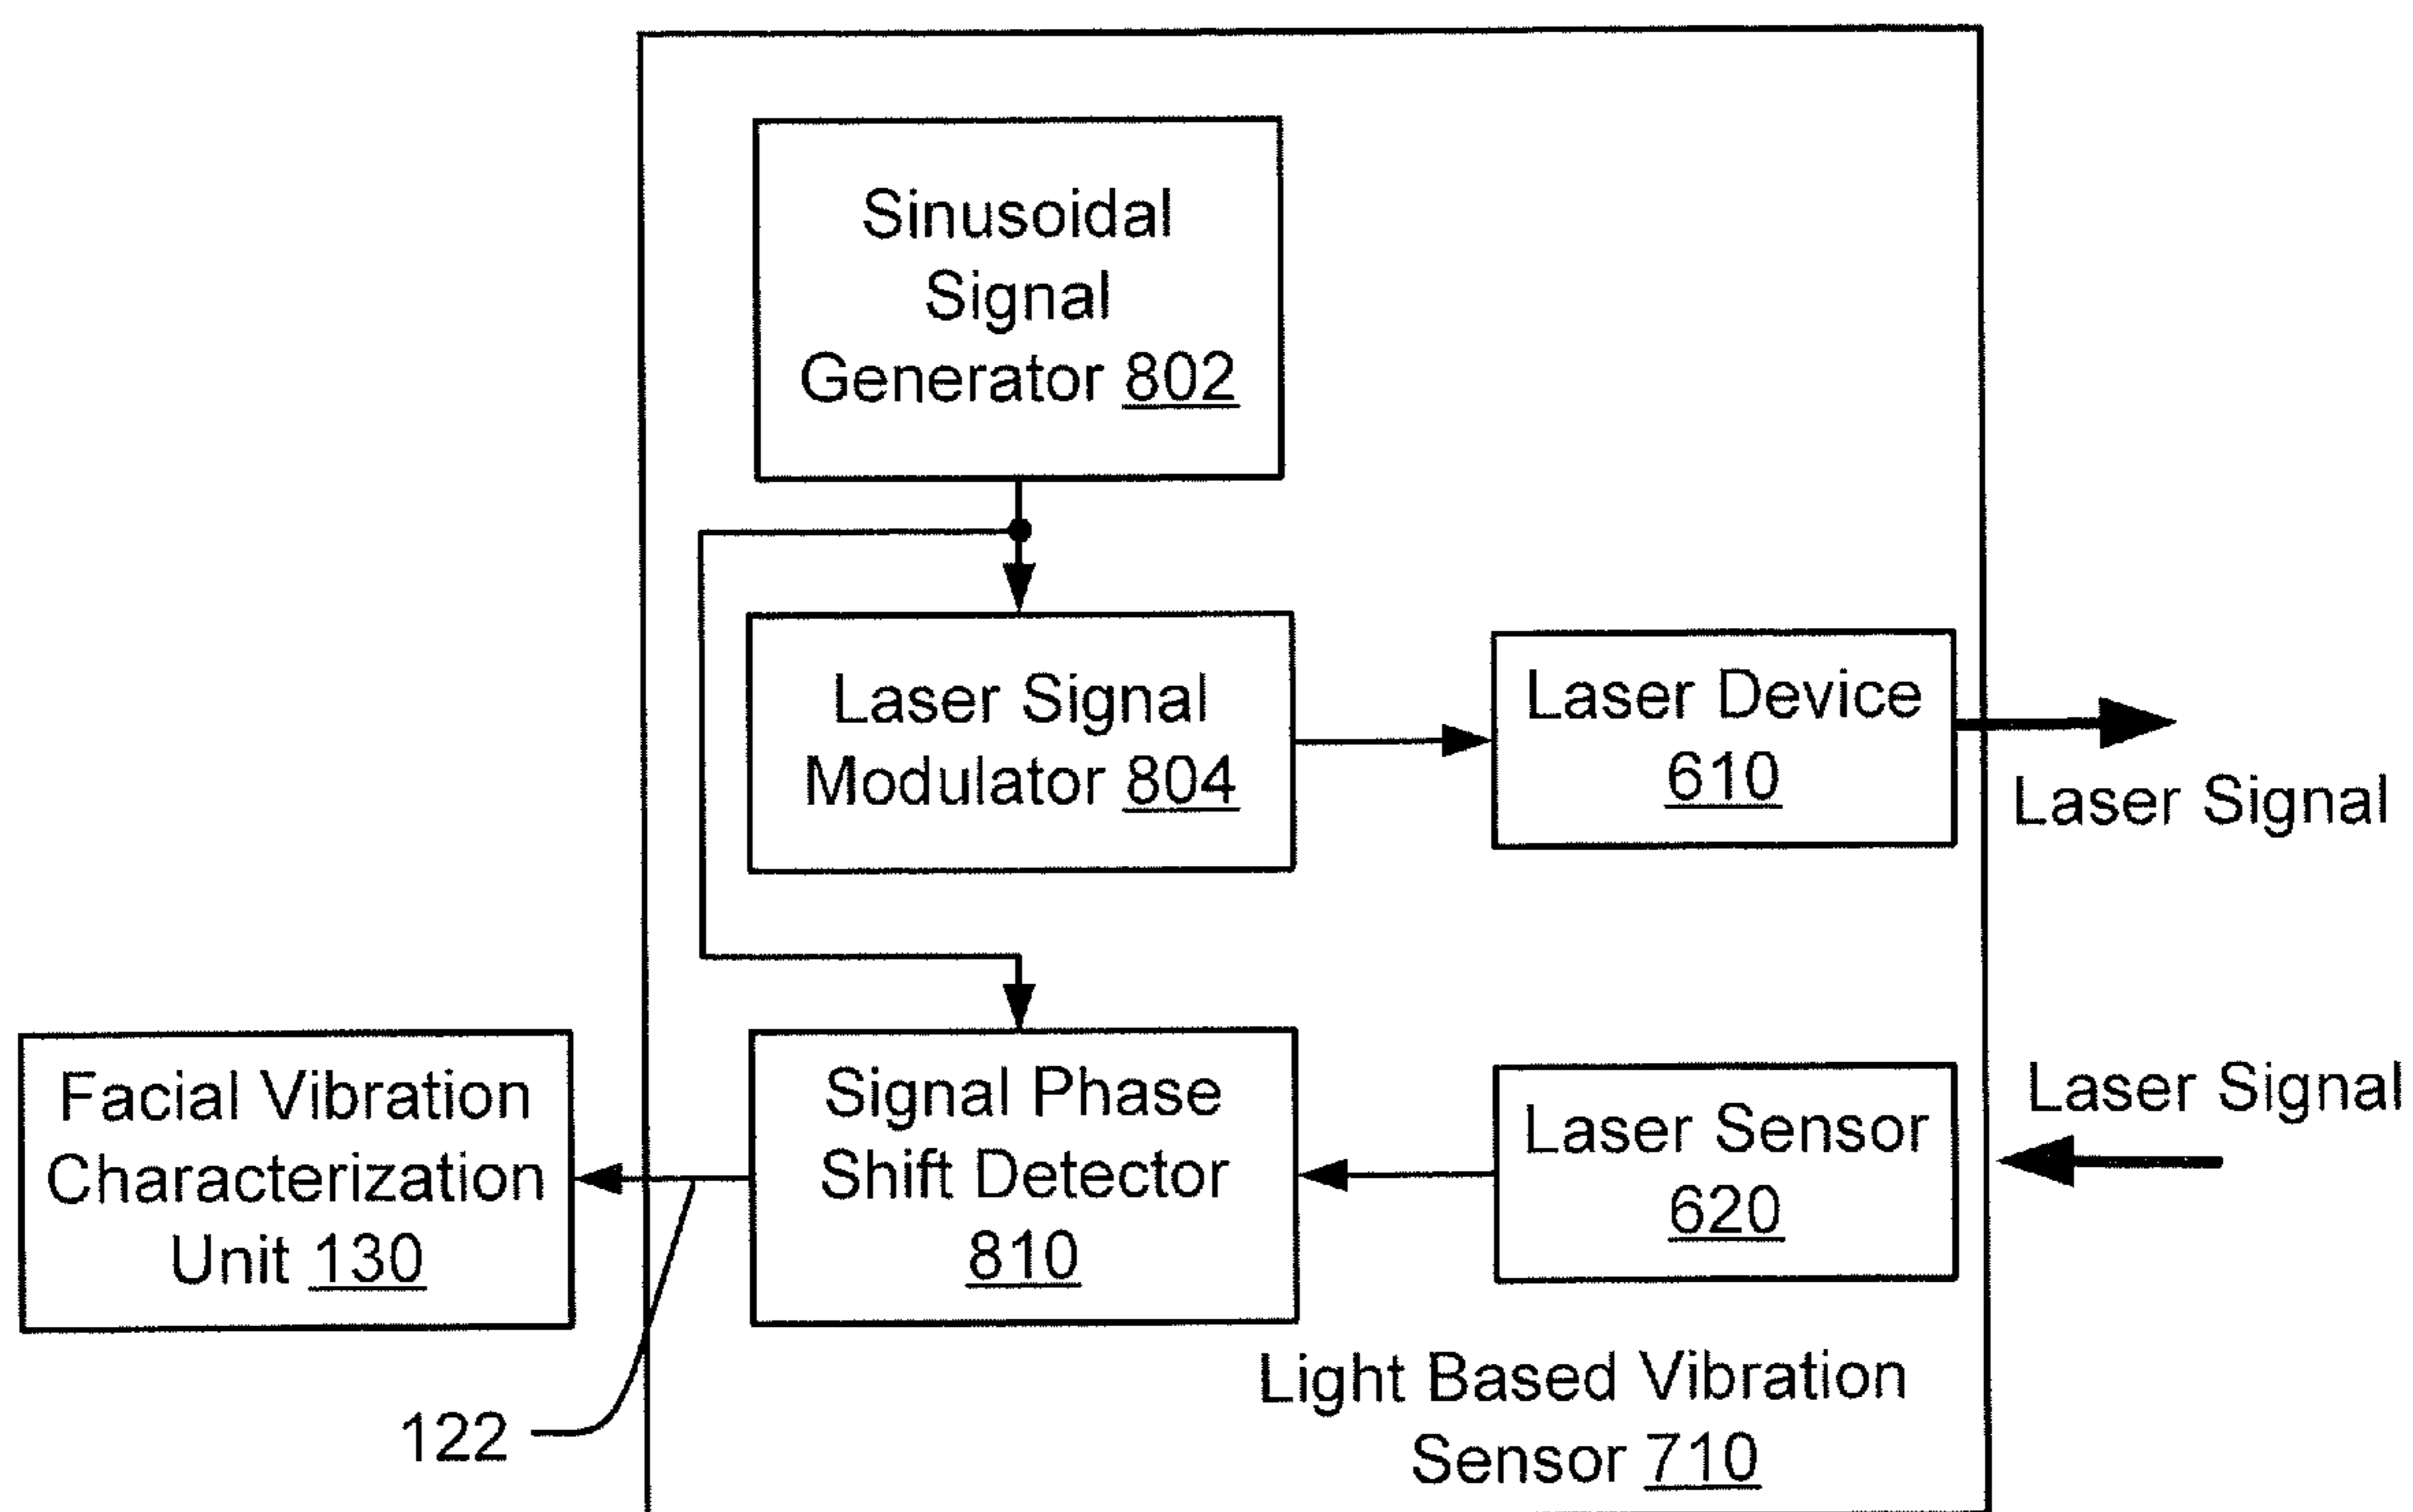 Sinusoidal
Signal
Generator 802
Laser Signal
Modulator 804
Laser Device
610
Laser Signal
Facial Vibration
Characterization
Unit 130
Signal Phase
Shift Detector
810
Laser Sensor
620
Laser Signal
122
Light Based Vibration
Sensor 710